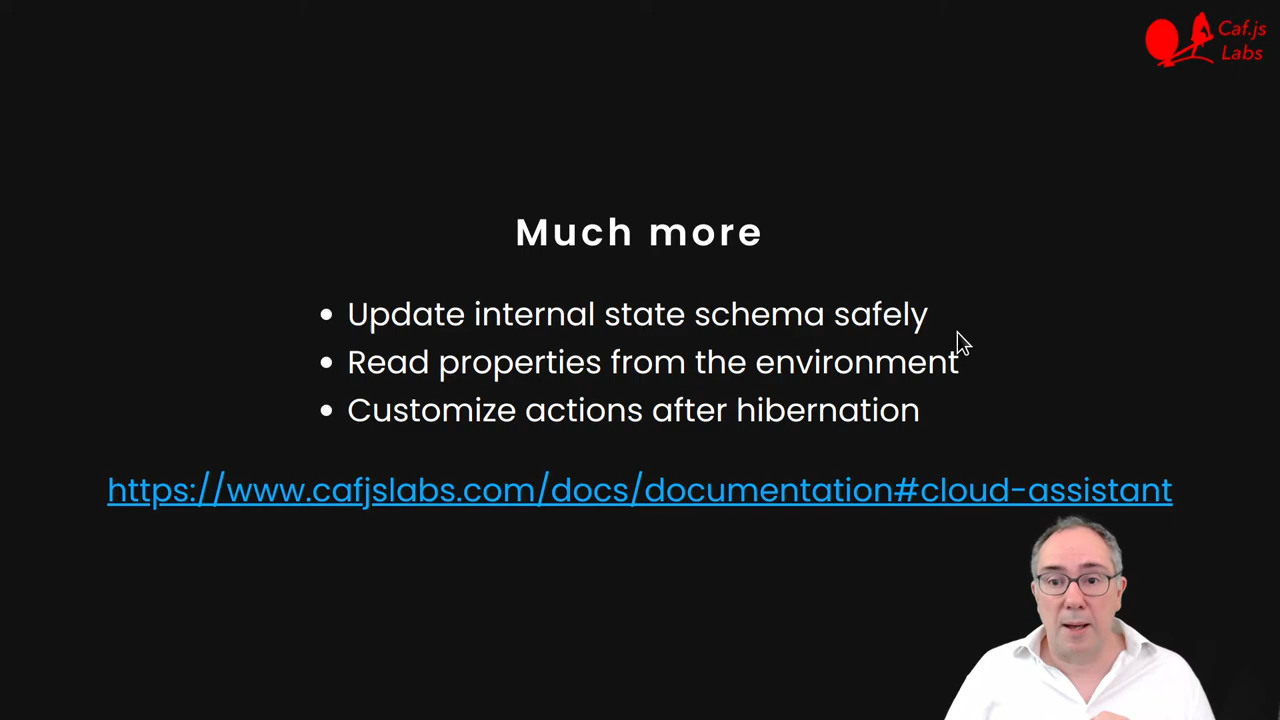 Caf.js
Labs
Much more
• Update internal state schema safely
• Read properties from the environment
• Customize actions after hibernation
https://www.cafjslabs.com/docs/documentation#cloud-assistant